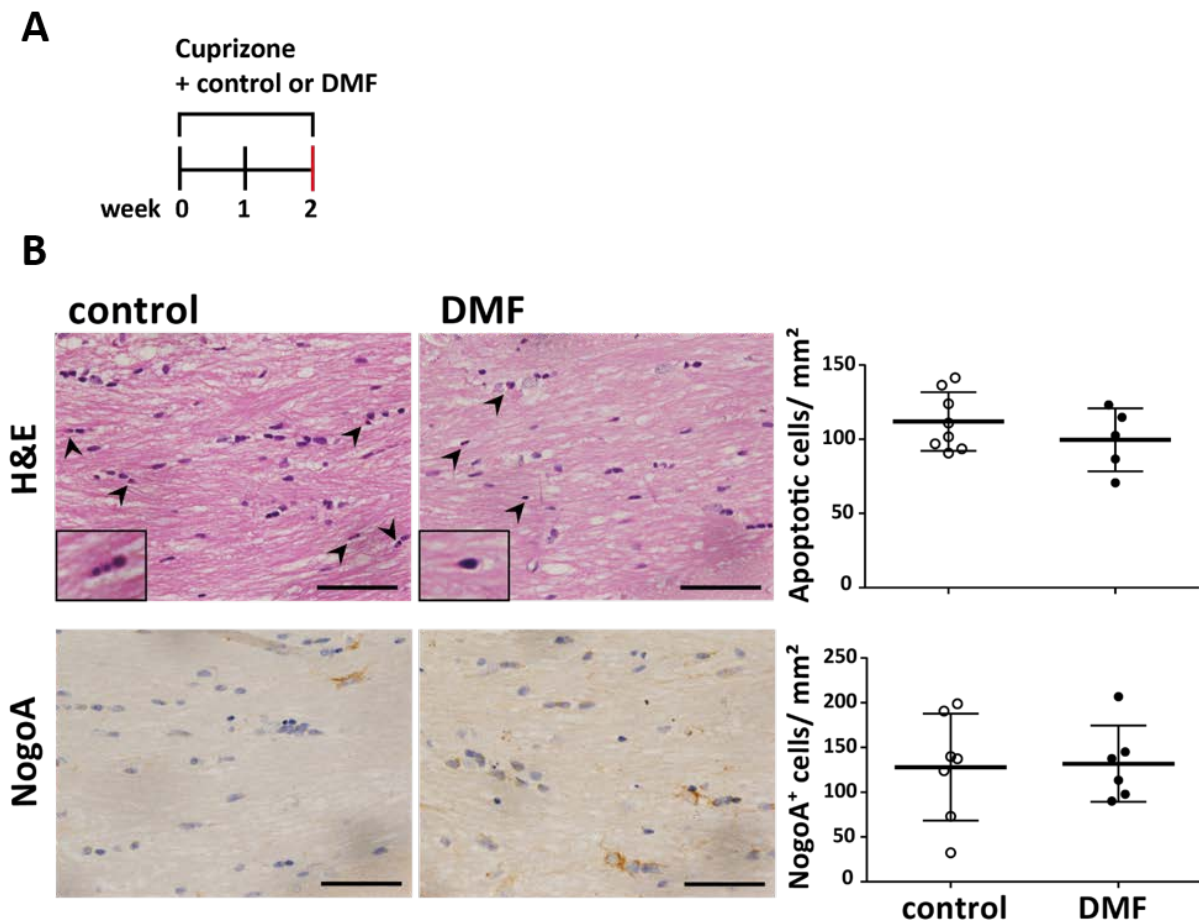 A
Cuprizone
+ control or DMF
week 0 1 2
B
control DMF
H&E
Apoptotic cells/ mm²
150
100
50
0
NogoA
NogoA⁺ cells/ mm²
250
200
150
100
50
0
control DMF